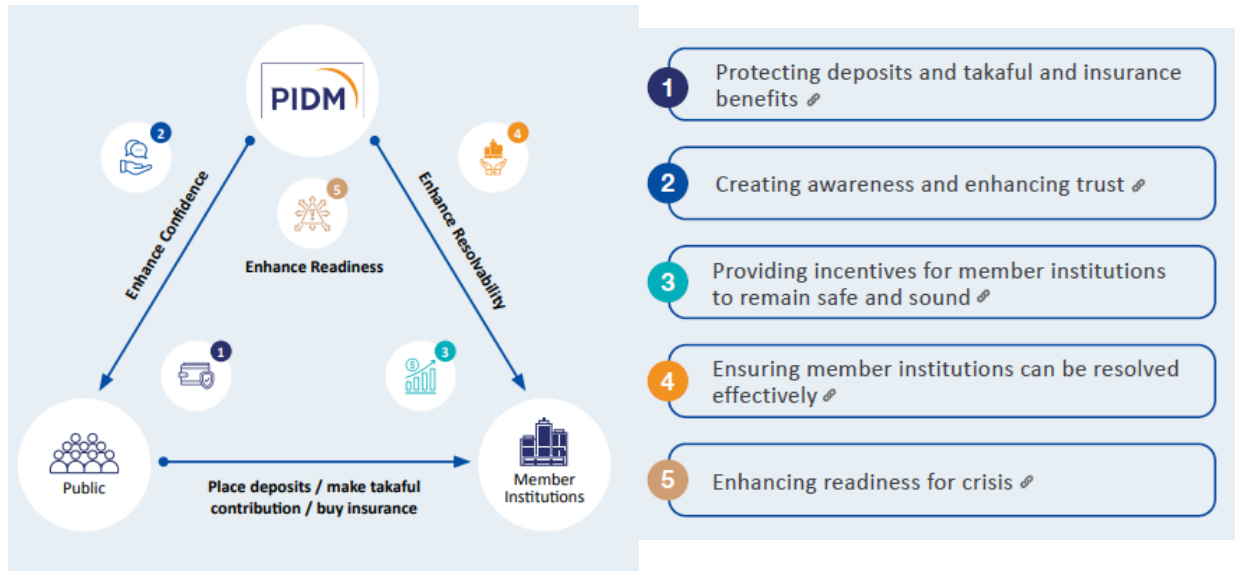 PIDM
2
4
Enhance Confidence
5
Enhance Resolvability
Enhance Readiness
1
3
Public
Member
Institutions
Place deposits / make takaful
contribution / buy insurance
1
Protecting deposits and takaful and insurance
benefits
2
Creating awareness and enhancing trust
3
Providing incentives for member institutions
to remain safe and sound
4
Ensuring member institutions can be resolved
effectively
5
Enhancing readiness for crisis